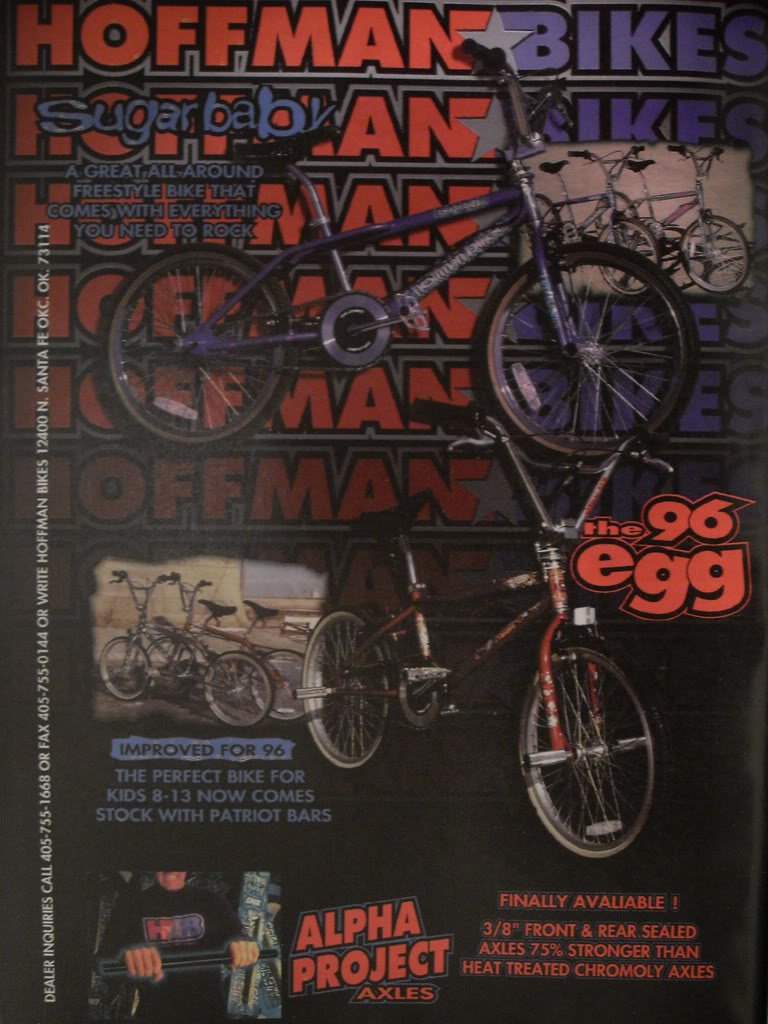 HOFFMAN★BIKES
HOFFMAN★BIKES
sugarbaby
A GREAT ALL-AROUND
FREESTYLE BIKE THAT
COMES WITH EVERYTHING
YOU NEED TO ROCK
HOFFMAN
HOFFMAN★BIKES
HOFFMAN★BIKES
HOFFMAN★BIKES
HOFFMAN
the 96
egg
IMPROVED FOR 96
THE PERFECT BIKE FOR
KIDS 8-13 NOW COMES
STOCK WITH PATRIOT BARS
DEALER INQUIRIES CALL 405-755-1668 OR FAX 405-755-0144 OR WRITE HOFFMAN BIKES 12400 N. SANTA FE OKC, OK. 73114
HB
ALPHA
PROJECT
AXLES
FINALLY AVALIABLE !
3/8" FRONT & REAR SEALED
AXLES 75% STRONGER THAN
HEAT TREATED CHROMOLY AXLES